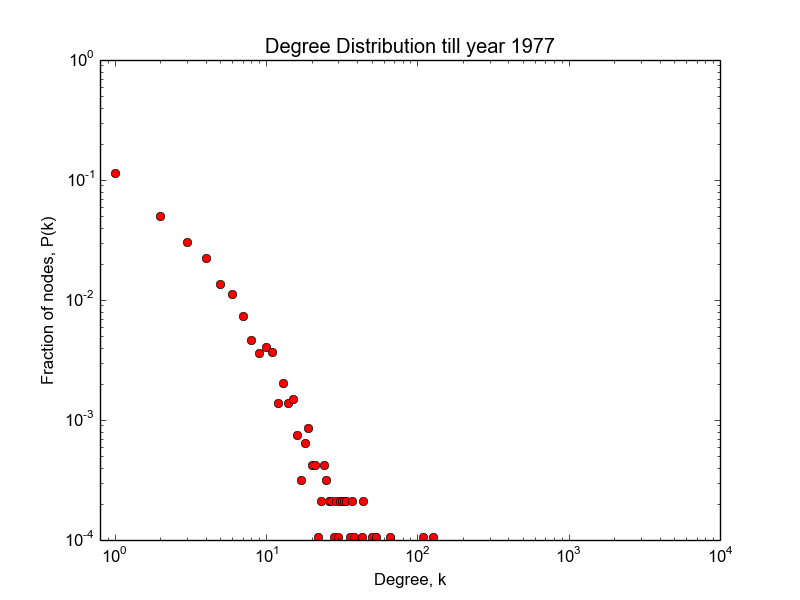 Degree Distribution till year 1977
10^0
10^-1
10^-2
10^-3
10^-4
Fraction of nodes, P(k)
10^0 10^1 10^2 10^3 10^4
Degree, k